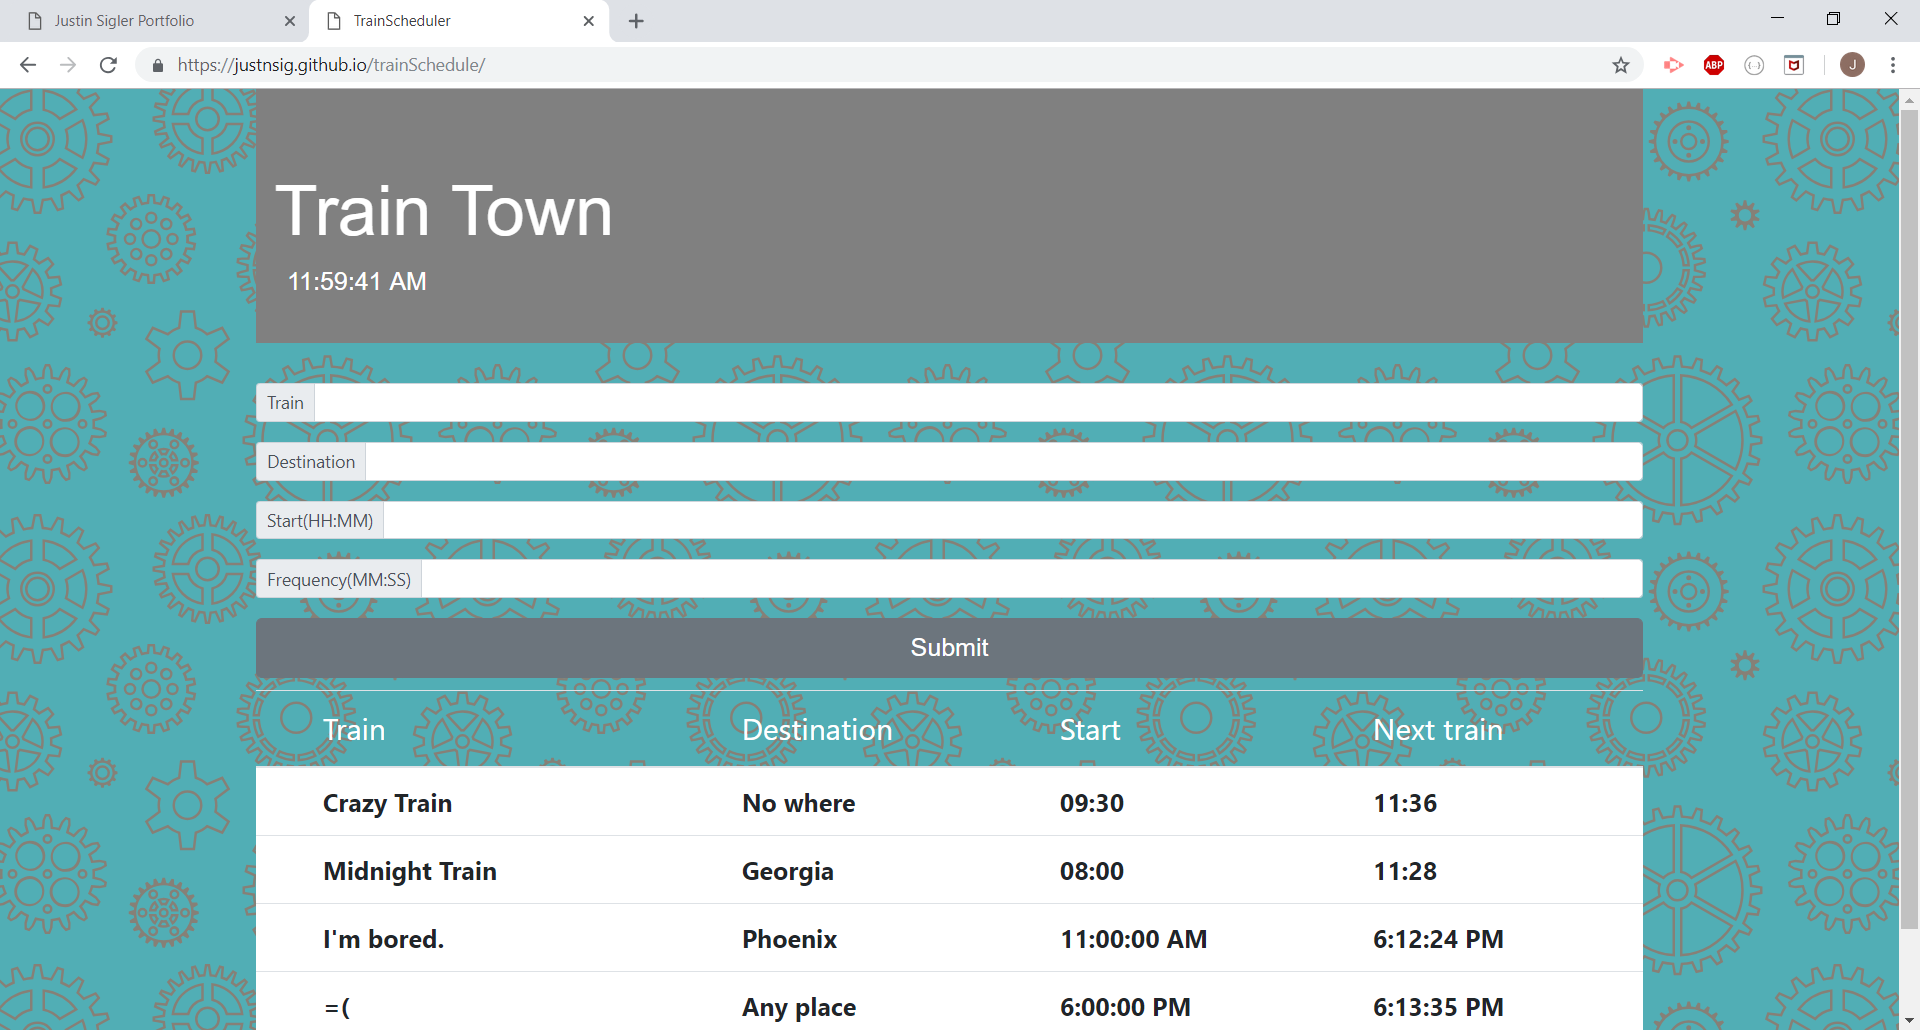 Justin Sigler Portfolio
TrainScheduler
https://justnsig.github.io/trainSchedule/
ABP
J
Train Town
11:59:41 AM
Train
Destination
Start(HH:MM)
Frequency(MM:SS)
Submit
Train Destination Start Next train
Crazy Train No where 09:30 11:36
Midnight Train Georgia 08:00 11:28
I'm bored. Phoenix 11:00:00 AM 6:12:24 PM
=( Any place 6:00:00 PM 6:13:35 PM